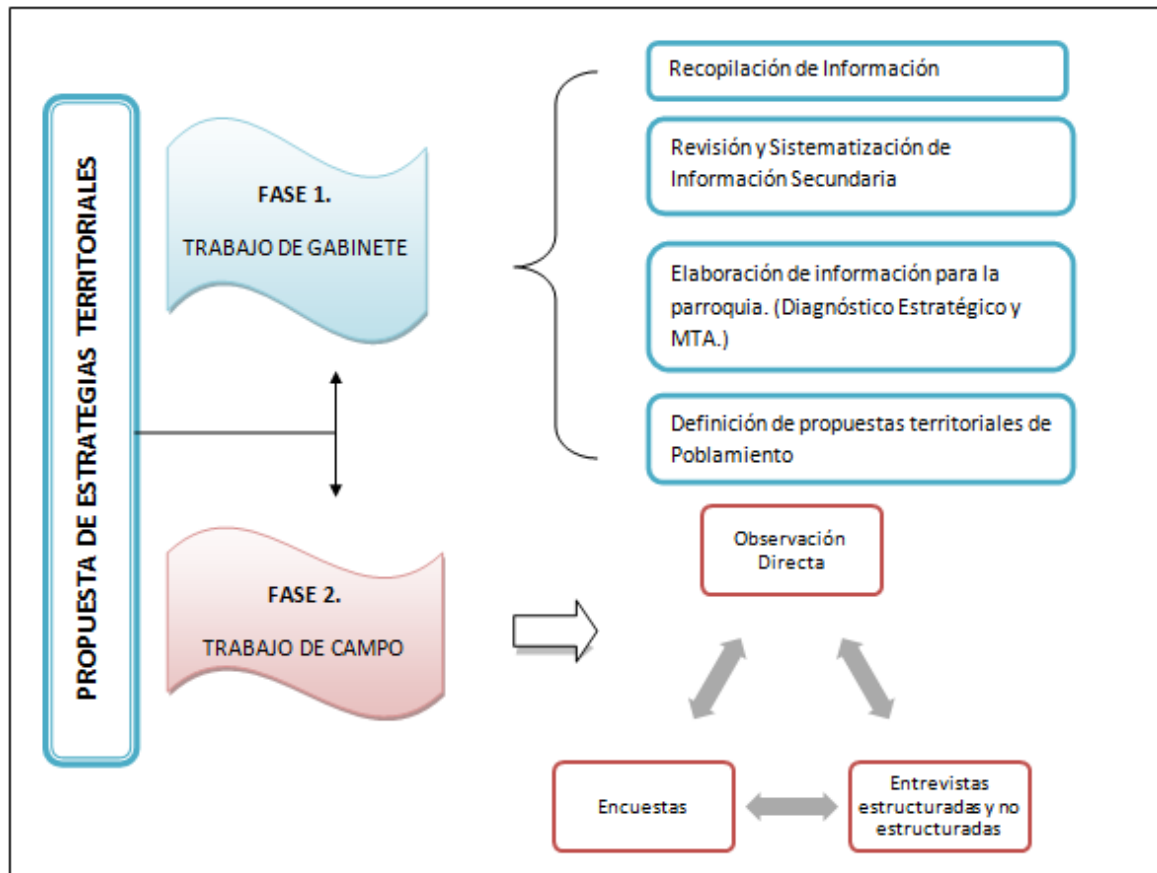 PROPUESTA DE ESTRATEGIAS TERRITORIALES
FASE 1.
TRABAJO DE GABINETE
Recopilación de Información
Revisión y Sistematización de
Información Secundaria
Elaboración de información para la
parroquia. (Diagnóstico Estratégico y
MTA.)
Definición de propuestas territoriales de
Poblamiento
FASE 2.
TRABAJO DE CAMPO
Observación
Directa
Encuestas
Entrevistas
estructuradas y no
estructuradas